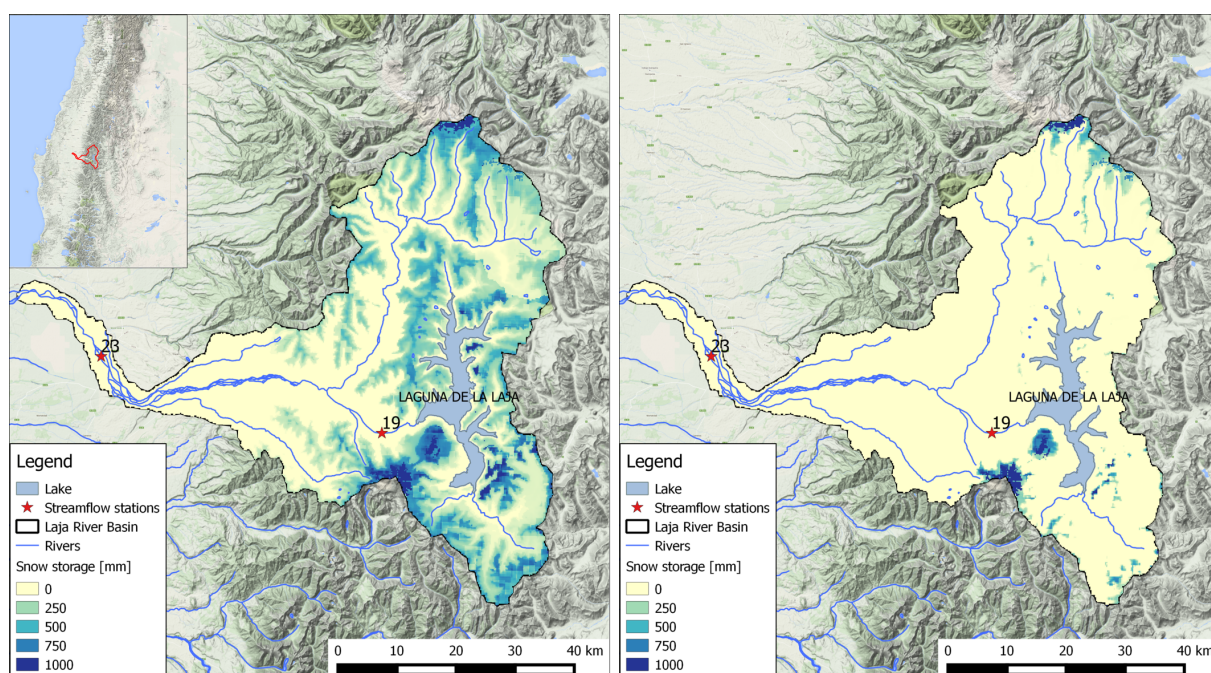 23
LAGUNA DE LA LAJA
19
Legend
Lake
Streamflow stations
Laja River Basin
Rivers
Snow storage [mm]
0
250
500
750
1000
0 10 20 30 40 km
23
LAGUNA DE LA LAJA
19
Legend
Lake
Streamflow stations
Laja River Basin
Rivers
Snow storage [mm]
0
250
500
750
1000
0 10 20 30 40 km